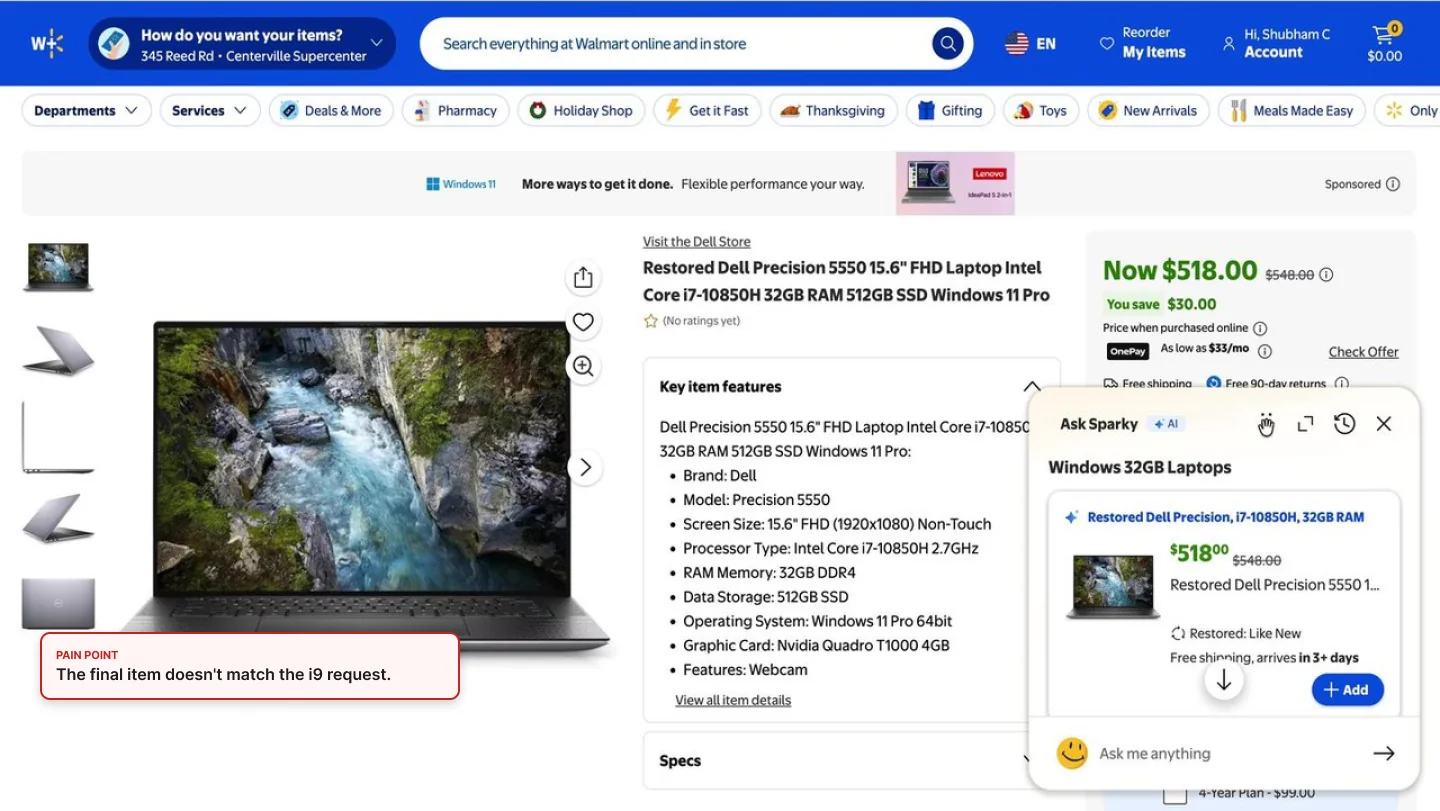 W+
How do you want your items?
345 Reed Rd • Centerville Supercenter
Search everything at Walmart online and in store
EN
Reorder
My Items
Hi, Shubham C
Account
0
$0.00
Departments
Services
Deals & More
Pharmacy
Holiday Shop
Get it Fast
Thanksgiving
Gifting
Toys
New Arrivals
Meals Made Easy
Only
Windows 11
More ways to get it done. Flexible performance your way.
Lenovo
IdeaPad 5 2-in-1
Sponsored
Visit the Dell Store
Restored Dell Precision 5550 15.6" FHD Laptop Intel
Core i7-10850H 32GB RAM 512GB SSD Windows 11 Pro
(No ratings yet)
Key item features
Dell Precision 5550 15.6" FHD Laptop Intel Core i7-10850
32GB RAM 512GB SSD Windows 11 Pro:
• Brand: Dell
• Model: Precision 5550
• Screen Size: 15.6" FHD (1920x1080) Non-Touch
• Processor Type: Intel Core i7-10850H 2.7GHz
• RAM Memory: 32GB DDR4
• Data Storage: 512GB SSD
• Operating System: Windows 11 Pro 64bit
• Graphic Card: Nvidia Quadro T1000 4GB
• Features: Webcam
View all item details
Specs
PAIN POINT
The final item doesn't match the i9 request.
Now $518.00 $548.00
You save $30.00
Price when purchased online
OnePay As low as $33/mo
Check Offer
Free shipping Free 90-day returns
Ask Sparky AI
Windows 32GB Laptops
Restored Dell Precision, i7-10850H, 32GB RAM
$518.00 $548.00
Restored Dell Precision 5550 1...
Restored: Like New
Free shipping, arrives in 3+ days
+ Add
Ask me anything
4-Year Plan - $99.00